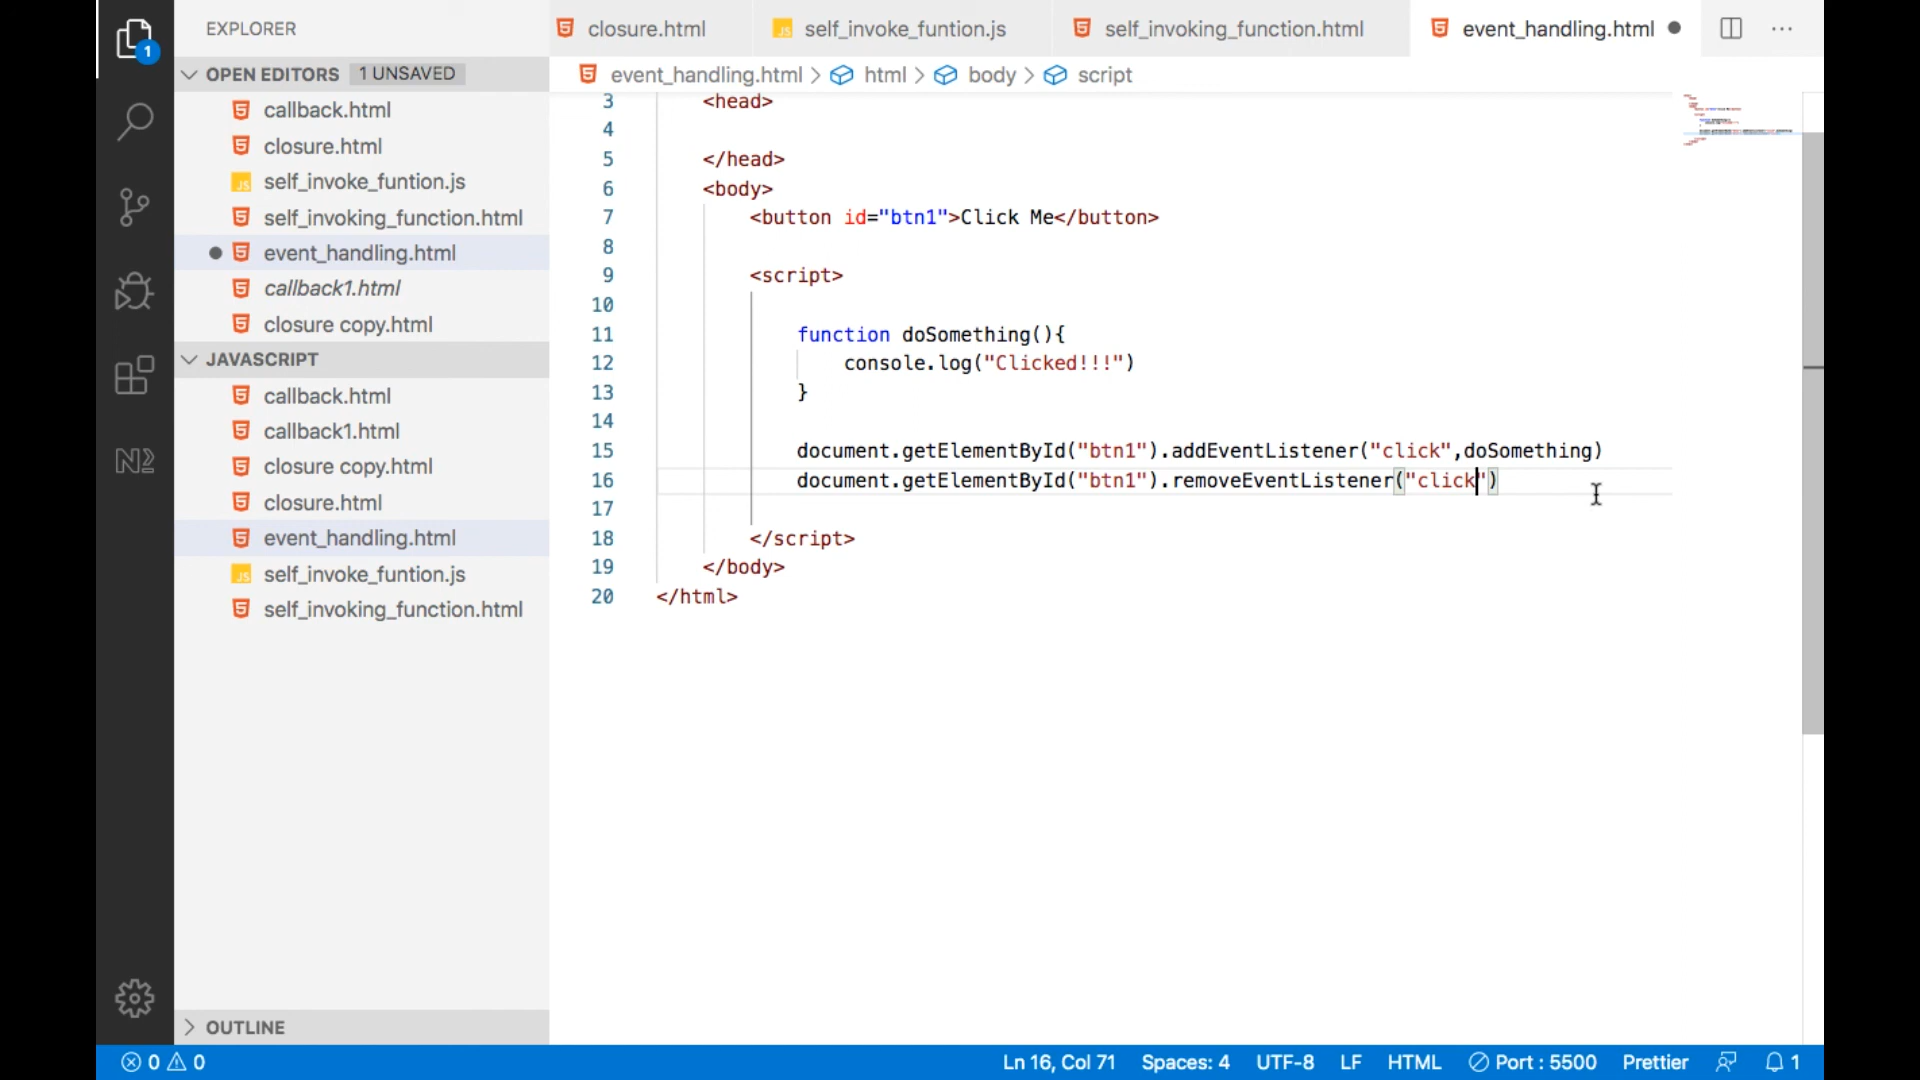 EXPLORER
closure.html
self_invoke_funtion.js
self_invoking_function.html
event_handling.html
1
OPEN EDITORS 1 UNSAVED
event_handling.html > html > body > script
callback.html
closure.html
self_invoke_funtion.js
self_invoking_function.html
event_handling.html
callback1.html
closure copy.html
JAVASCRIPT
callback.html
callback1.html
closure copy.html
closure.html
event_handling.html
self_invoke_funtion.js
self_invoking_function.html
OUTLINE
3 <head>
4
5 </head>
6 <body>
7 <button id="btn1">Click Me</button>
8
9 <script>
10
11 function doSomething(){
12 console.log("Clicked!!!")
13 }
14
15 document.getElementById("btn1").addEventListener("click",doSomething)
16 document.getElementById("btn1").removeEventListener("click")
17
18 </script>
19 </body>
20 </html>
0 0 Ln 16, Col 71 Spaces: 4 UTF-8 LF HTML Port : 5500 Prettier 1